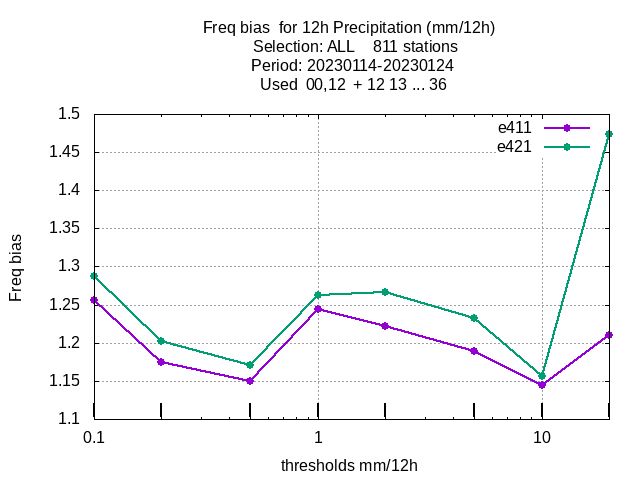 Freq bias  for 12h Precipitation (mm/12h)
Selection: ALL    811 stations
Period: 20230114-20230124
Used  00,12  + 12 13 ... 36
1.5
1.45
1.4
1.35
1.3
1.25
1.2
1.15
1.1
Freq bias
e411
e421
0.1
1
10
thresholds mm/12h